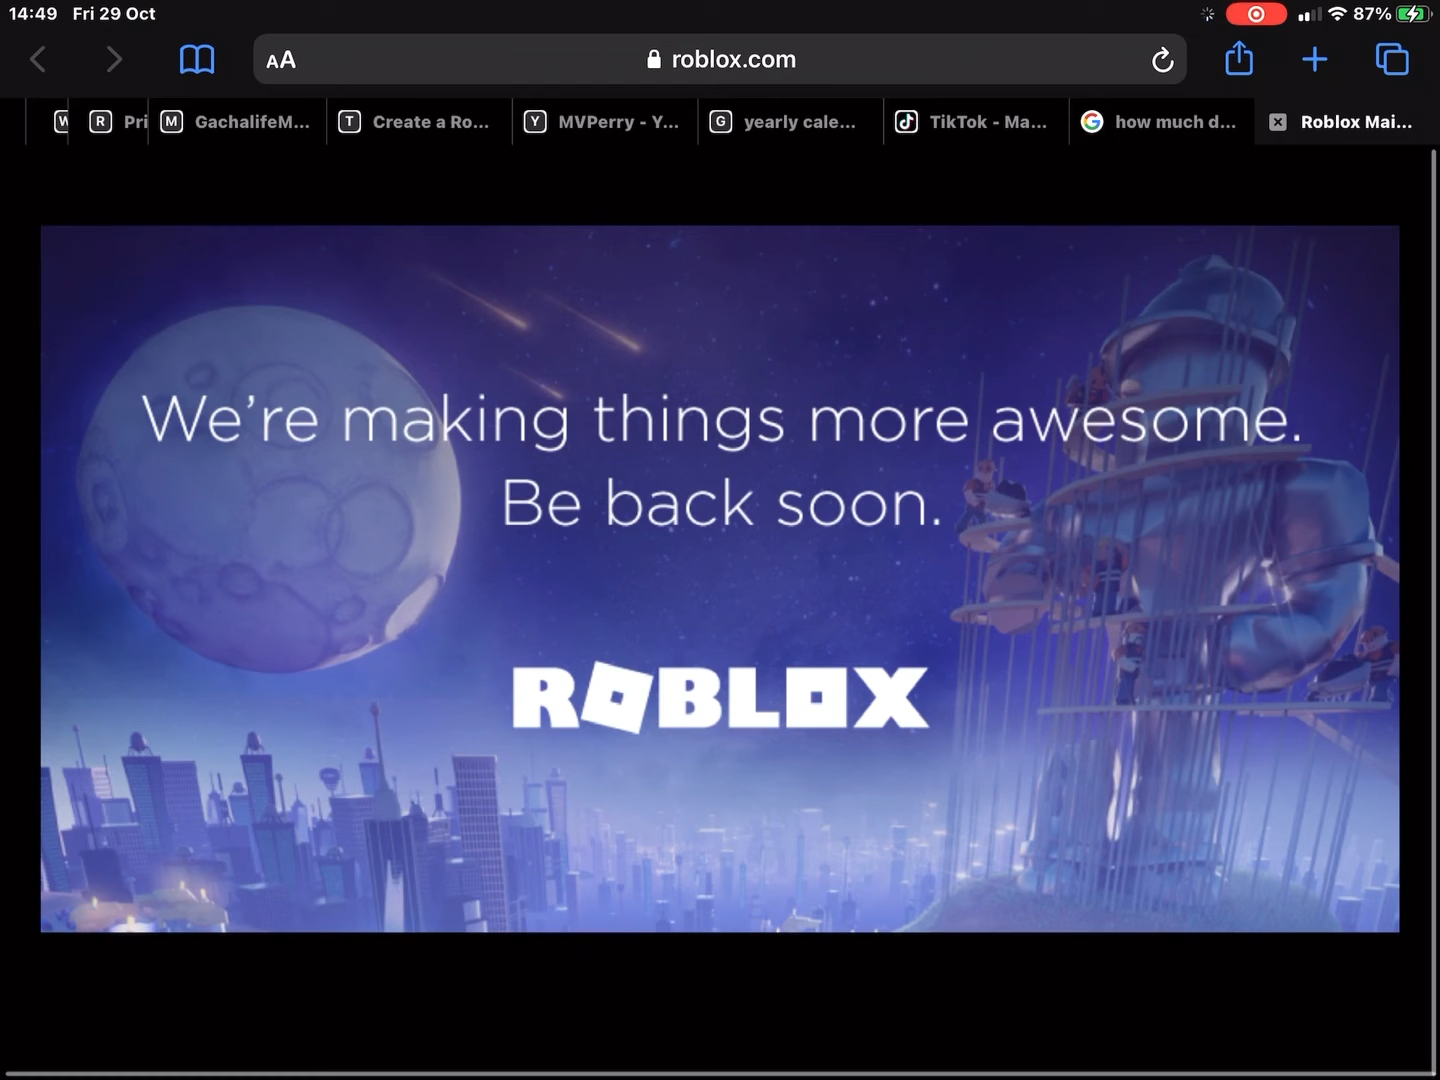 14:49 Fri 29 Oct
87%
AA
roblox.com
W
R Pri
M GachalifeM...
T Create a Ro...
Y MVPerry - Y...
G yearly cale...
TikTok - Ma...
G how much d...
Roblox Mai...
We're making things more awesome.
Be back soon.
ROBLOX